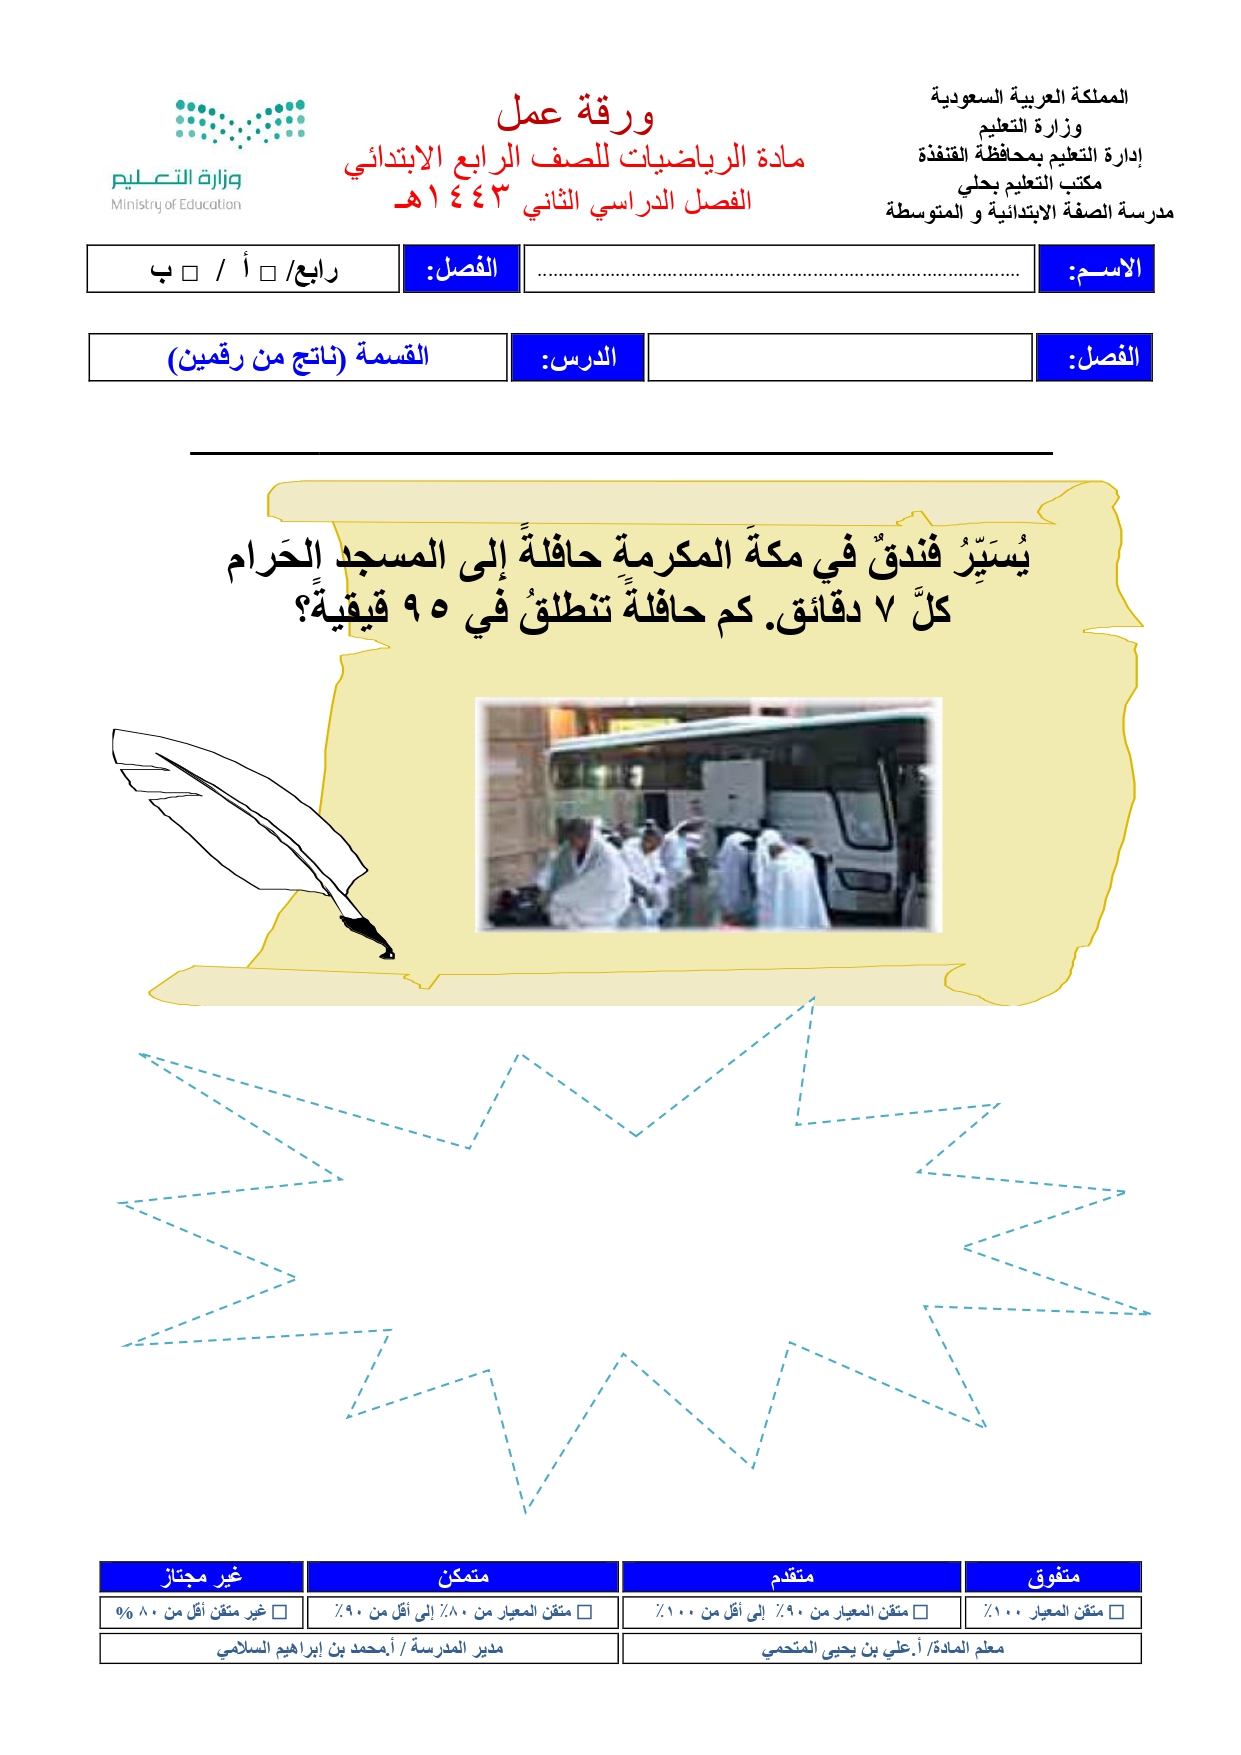 المملكة العربية السعودية
وزارة التعليم
إدارة التعليم بمحافظة القنفذة
مكتب التعليم بحلي
مدرسة الصفة الابتدائية و المتوسطة
ورقة عمل
مادة الرياضيات للصف الرابع الابتدائي
الفصل الدراسي الثاني ١٤٤٣هـ
وزارة التعـــليم
Ministry of Education
الاســم: ........................................................................................... الفصل: رابع/ □ أ / □ ب
الفصل: الدرس: القسمة (ناتج من رقمين)
يُسَيِّرُ فندقٌ في مكةَ المكرمةِ حافلةً إلى المسجد الحَرام
كلَّ ٧ دقائق. كم حافلةً تنطلقُ في ٩٥ قيقيةً؟
متفوق متقدم متمكن غير مجتاز
□ متقن المعيار ١٠٠٪ □ متقن المعيار من ٩٠٪ إلى أقل من ١٠٠٪ □ متقن المعيار من ٨٠٪ إلى أقل من ٩٠٪ □ غير متقن أقل من ٨٠ %
معلم المادة/ أ.علي بن يحيى المتحمي مدير المدرسة / أ.محمد بن إبراهيم السلامي